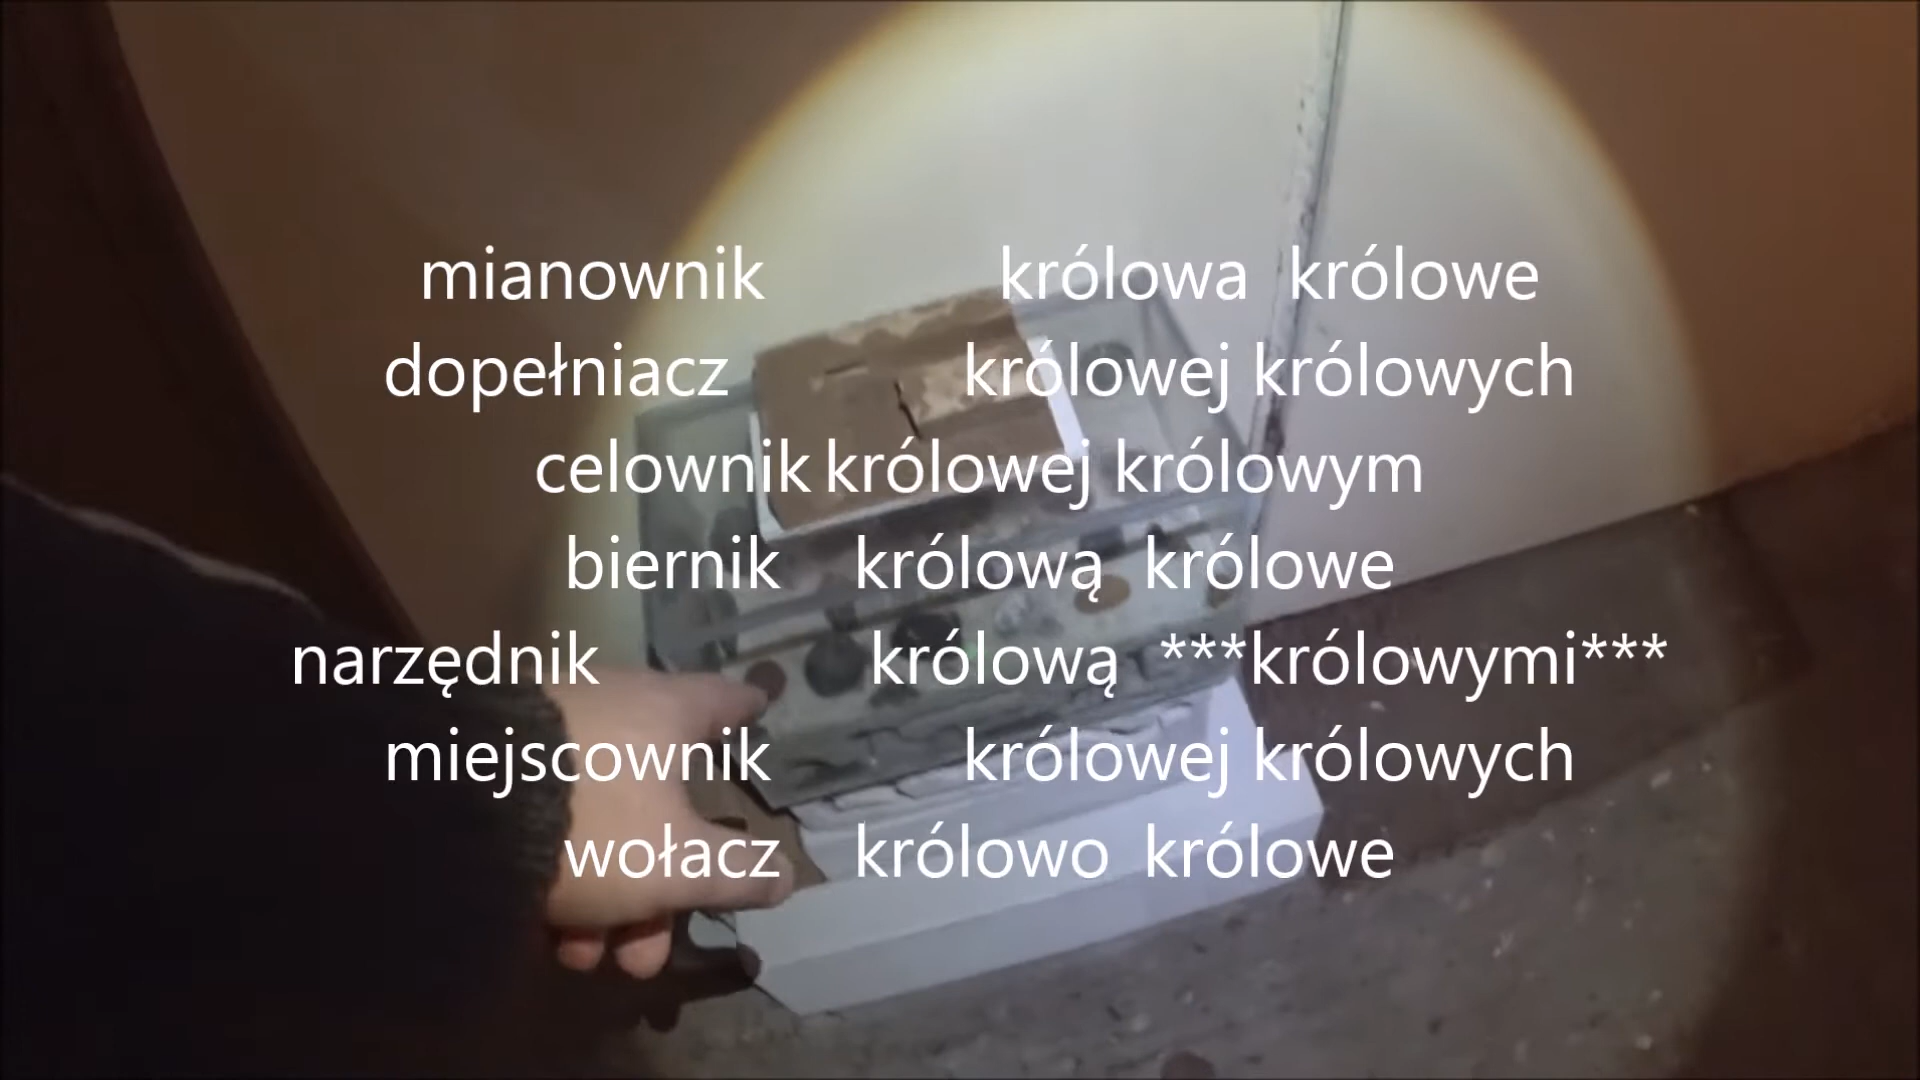 mianownik królowa królowe
dopełniacz królowej królowych
celownik królowej królowym
biernik królową królowe
narzędnik królową ***królowymi***
miejscownik królowej królowych
wołacz królowo królowe